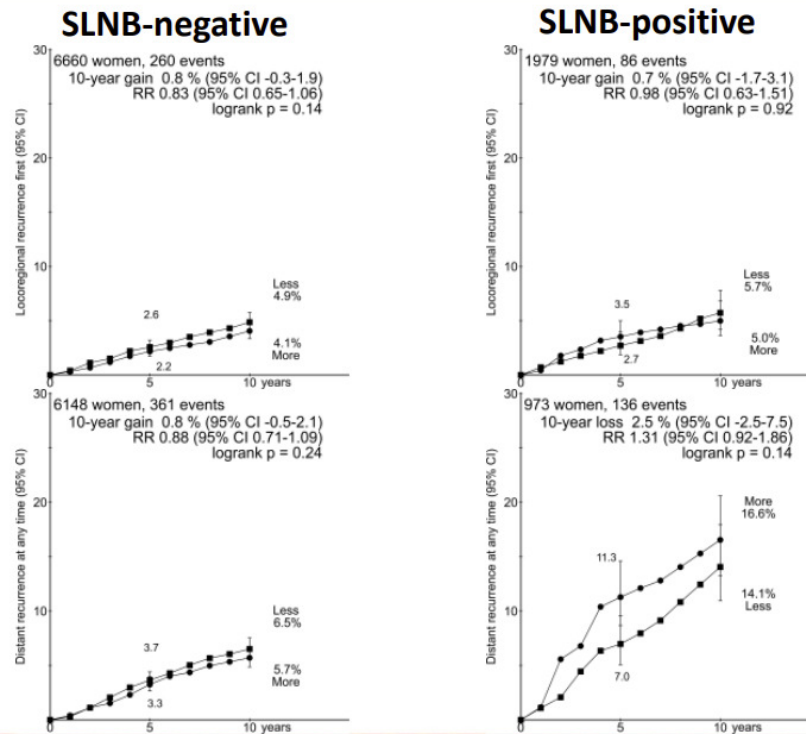 SLNB-negative
30
6660 women, 260 events
10-year gain 0.8 % (95% CI -0.3-1.9)
RR 0.83 (95% CI 0.65-1.06)
logrank p = 0.14
Locoregional recurrence first (95% CI)
20
10
2.6
2.2
Less
4.9%
4.1%
More
0
5
10 years
SLNB-positive
30
1979 women, 86 events
10-year gain 0.7 % (95% CI -1.7-3.1)
RR 0.98 (95% CI 0.63-1.51)
logrank p = 0.92
Locoregional recurrence first (95% CI)
20
10
3.5
2.7
Less
5.7%
5.0%
More
0
5
10 years
30
6148 women, 361 events
10-year gain 0.8 % (95% CI -0.5-2.1)
RR 0.88 (95% CI 0.71-1.09)
logrank p = 0.24
Distant recurrence at any time (95% CI)
20
10
3.7
3.3
Less
6.5%
5.7%
More
0
5
10 years
30
973 women, 136 events
10-year loss 2.5 % (95% CI -2.5-7.5)
RR 1.31 (95% CI 0.92-1.86)
logrank p = 0.14
Distant recurrence at any time (95% CI)
20
10
11.3
7.0
More
16.6%
14.1%
Less
0
5
10 years